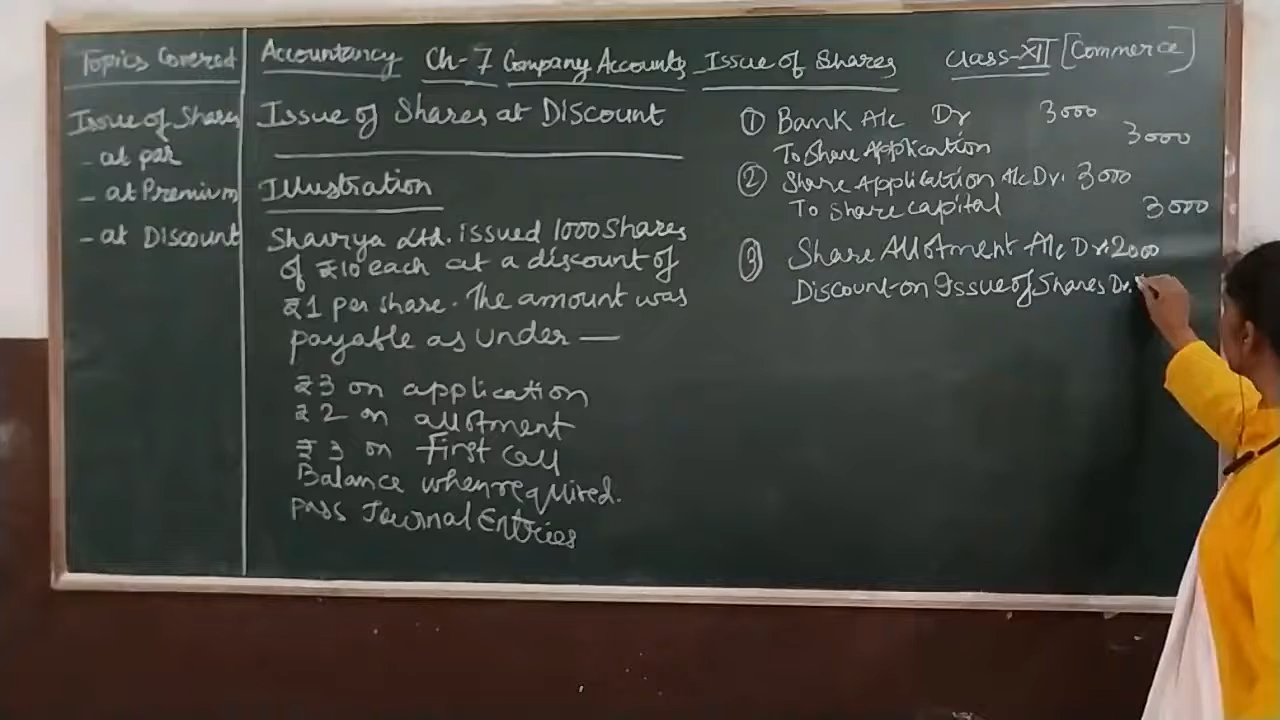 Topics Covered
Issue of Shares
- at par
- at Premium
- at Discount
Accountancy Ch-7 Company Accounts - Issue of Shares Class-XII [Commerce]
Issue of Shares at DISCOUNT
Illustration
Shaurya Ltd. issued 1000 Shares
of ₹10 each at a discount of
₹1 per share. The amount was
payable as under —
₹3 on application
₹2 on allotment
₹3 on First Call
Balance when required.
Pass Journal Entries
① Bank A/c Dr 3000
To Share Application 3000
② Share Application A/c Dr. 3000
To Share capital 3000
③ Share Allotment A/c Dr. 2000
Discount on Issue of Shares Dr.